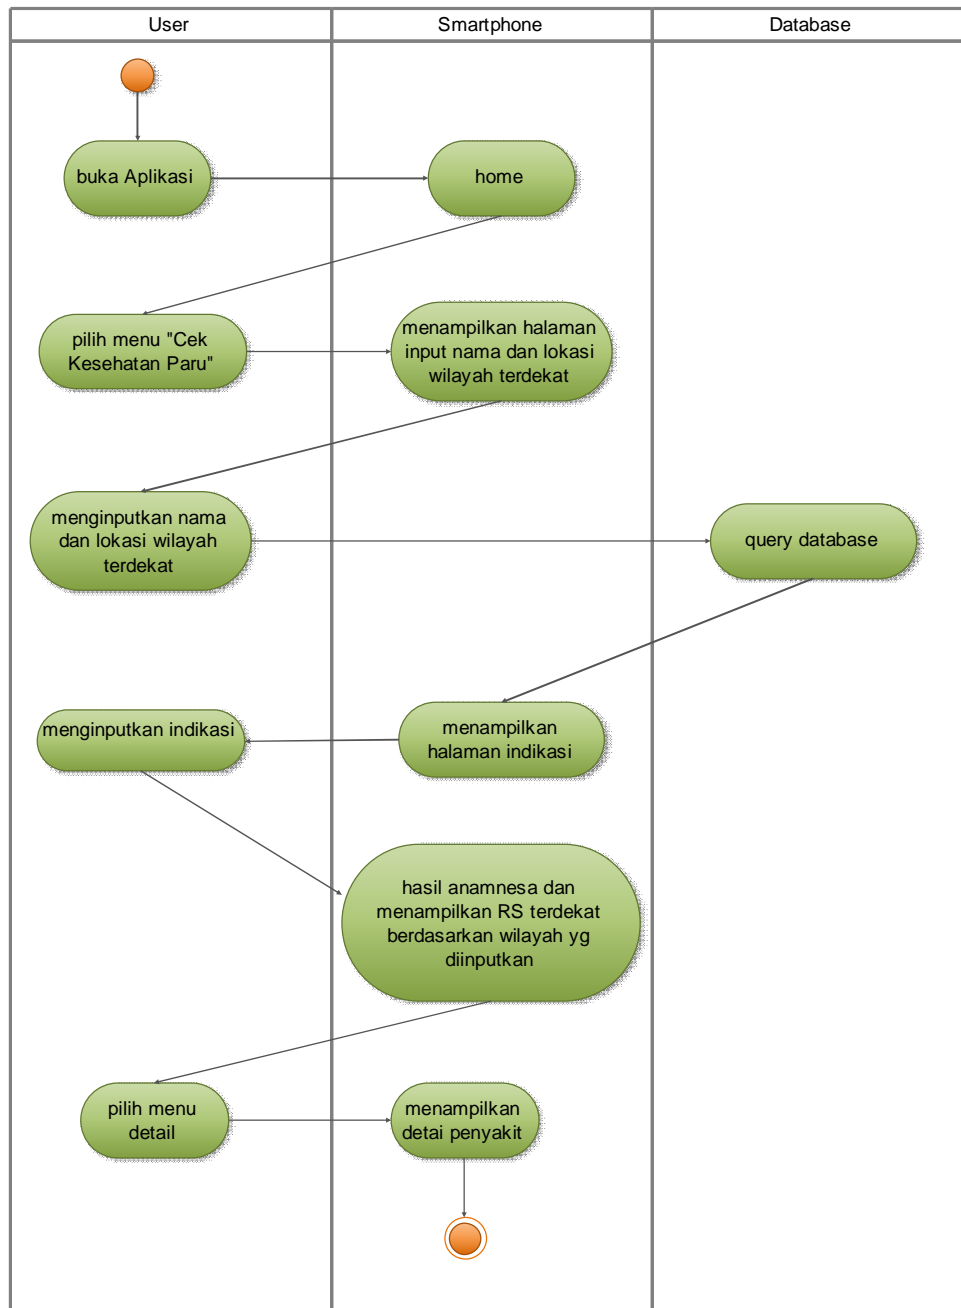 User
Smartphone
Database
buka Aplikasi
home
pilih menu "Cek
Kesehatan Paru"
menampilkan halaman
input nama dan lokasi
wilayah terdekat
menginputkan nama
dan lokasi wilayah
terdekat
query database
menginputkan indikasi
menampilkan
halaman indikasi
hasil anamnesa dan
menampilkan RS terdekat
berdasarkan wilayah yg
diinputkan
pilih menu
detail
menampilkan
detai penyakit